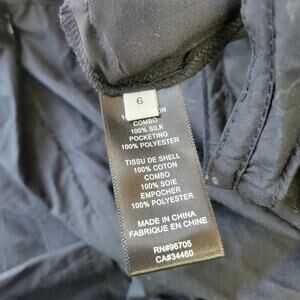 6
COMBO
100% SILK
POCKETING
100% POLYESTER
TISSU DE SHELL
100% COTON
COMBO
100% SOIE
EMPOCHER
100% POLYESTER
MADE IN CHINA
FABRIQUE EN CHINE
RN#96705
CA#34460